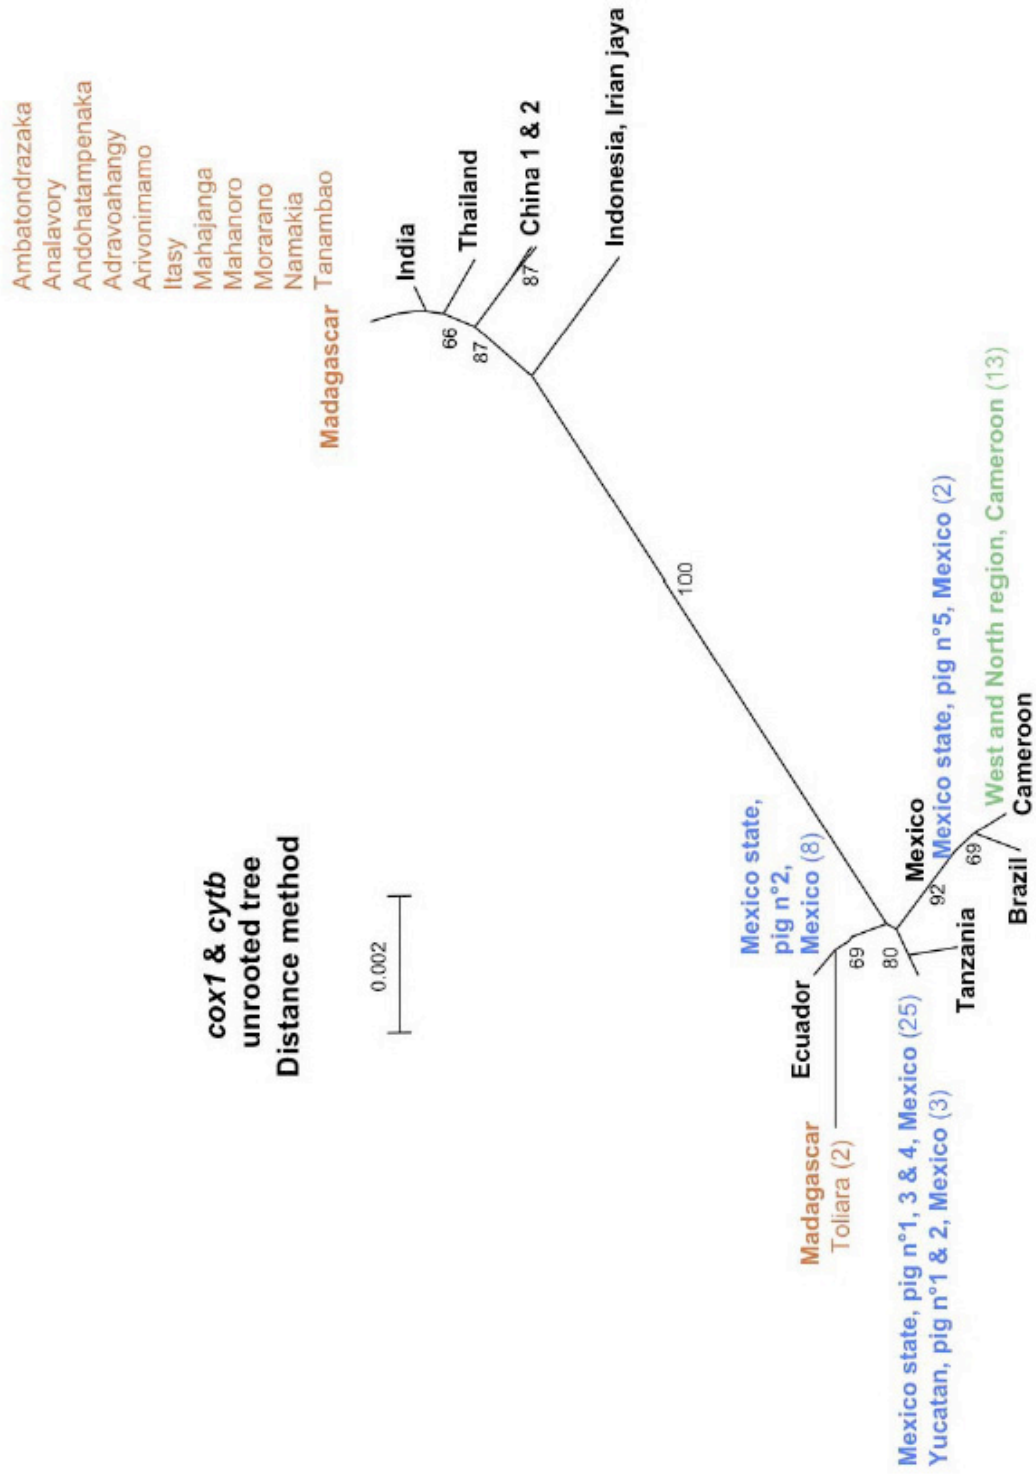 cox1 & cytb
unrooted tree
Distance method
0.002
Ambatondrazaka
Analavory
Andohatampenaka
Adravoahangy
Arivonimamo
Itasy
Mahajanga
Mahanoro
Morarano
Namakia
Madagascar Tanambao
India
Thailand
66
87
China 1 & 2
87
Indonesia, Irian jaya
100
Mexico state,
pig n°2,
Mexico (8)
Ecuador
Madagascar
Toliara (2)
69
80
Mexico state, pig n°1, 3 & 4, Mexico (25)
Yucatan, pig n°1 & 2, Mexico (3)
Tanzania
Mexico
92
Mexico state, pig n°5, Mexico (2)
69
West and North region, Cameroon (13)
Brazil
Cameroon